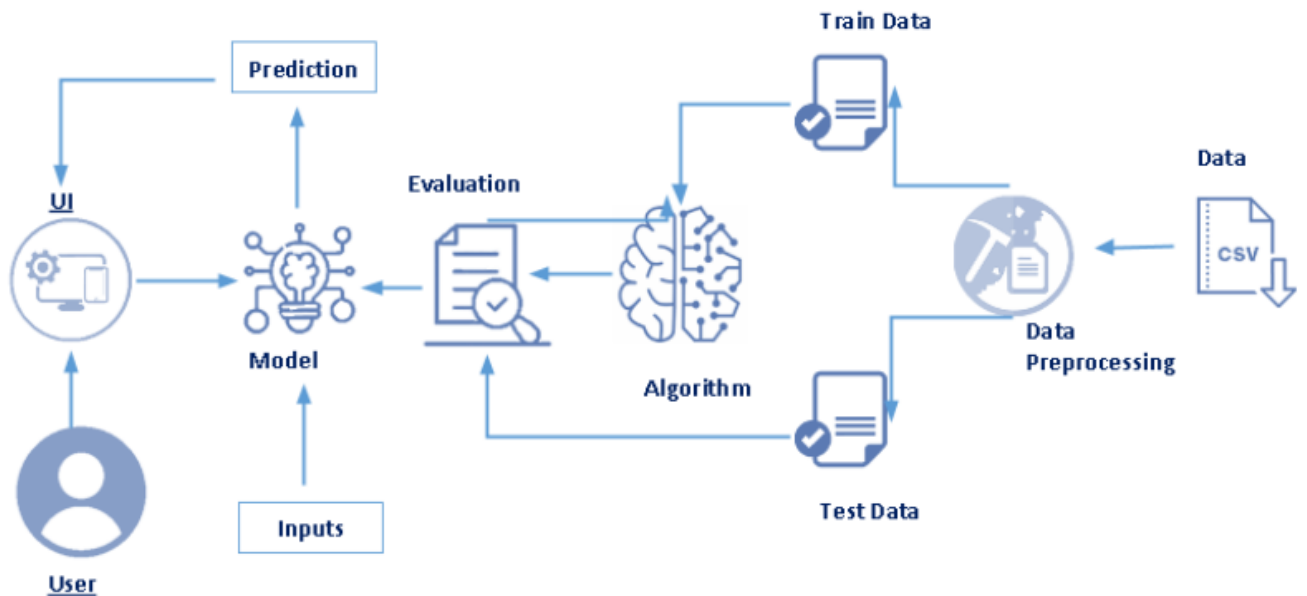 Train Data
Prediction
Data
Evaluation
UI
CSV
Data
Preprocessing
Model
Algorithm
Test Data
Inputs
User